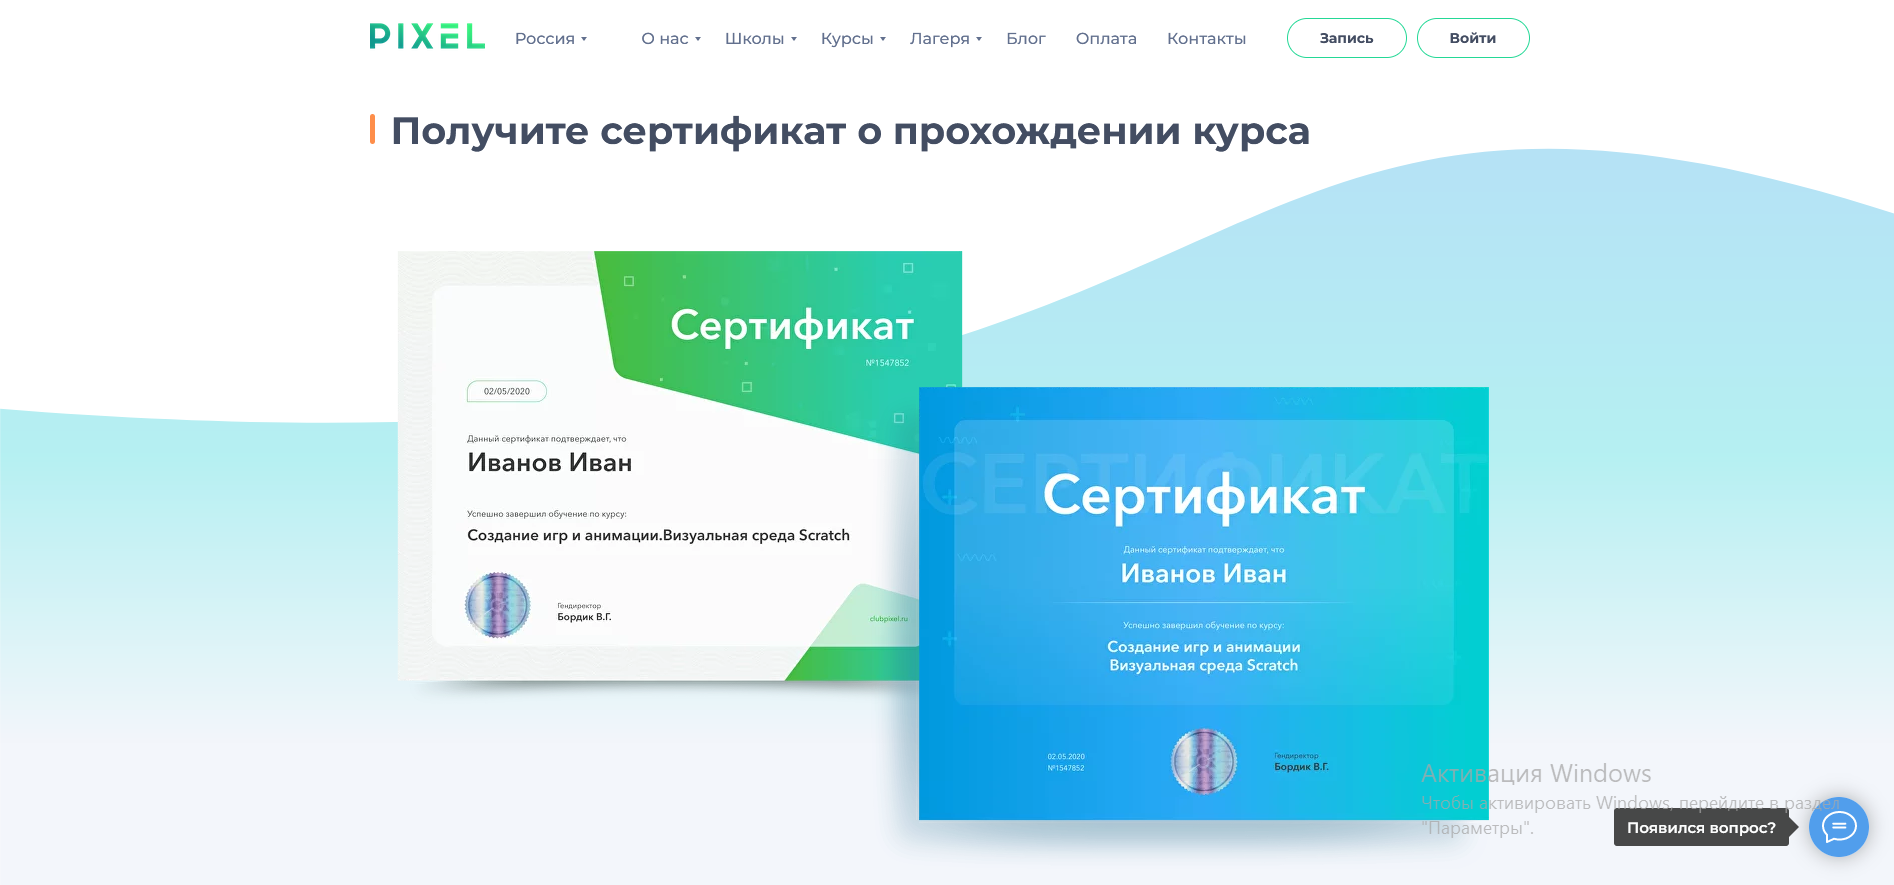 PIXEL
Россия
О нас
Школы
Курсы
Лагеря
Блог
Оплата
Контакты
Запись
Войти
Получите сертификат о прохождении курса
Сертификат
№1547852
02/05/2020
Данный сертификат подтверждает, что
Иванов Иван
Успешно завершил обучение по курсу:
Создание игр и анимации.Визуальная среда Scratch
Гендиректор
Бордик В.Г.
clubpixel.ru
СЕРТИФИКАТ
Сертификат
Данный сертификат подтверждает, что
Иванов Иван
Успешно завершил обучение по курсу:
Создание игр и анимации
Визуальная среда Scratch
02.05.2020
№1547852
Гендиректор
Бордик В.Г.
Активация Windows
Чтобы активировать Windows, перейдите в раздел
"Параметры".
Появился вопрос?